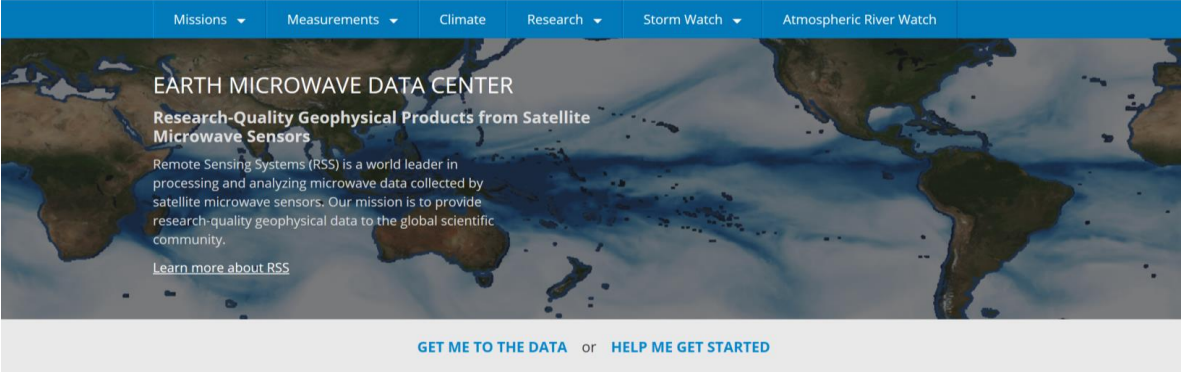 Missions Measurements Climate Research Storm Watch Atmospheric River Watch
EARTH MICROWAVE DATA CENTER
Research-Quality Geophysical Products from Satellite
Microwave Sensors
Remote Sensing Systems (RSS) is a world leader in
processing and analyzing microwave data collected by
satellite microwave sensors. Our mission is to provide
research-quality geophysical data to the global scientific
community.
Learn more about RSS
GET ME TO THE DATA or HELP ME GET STARTED